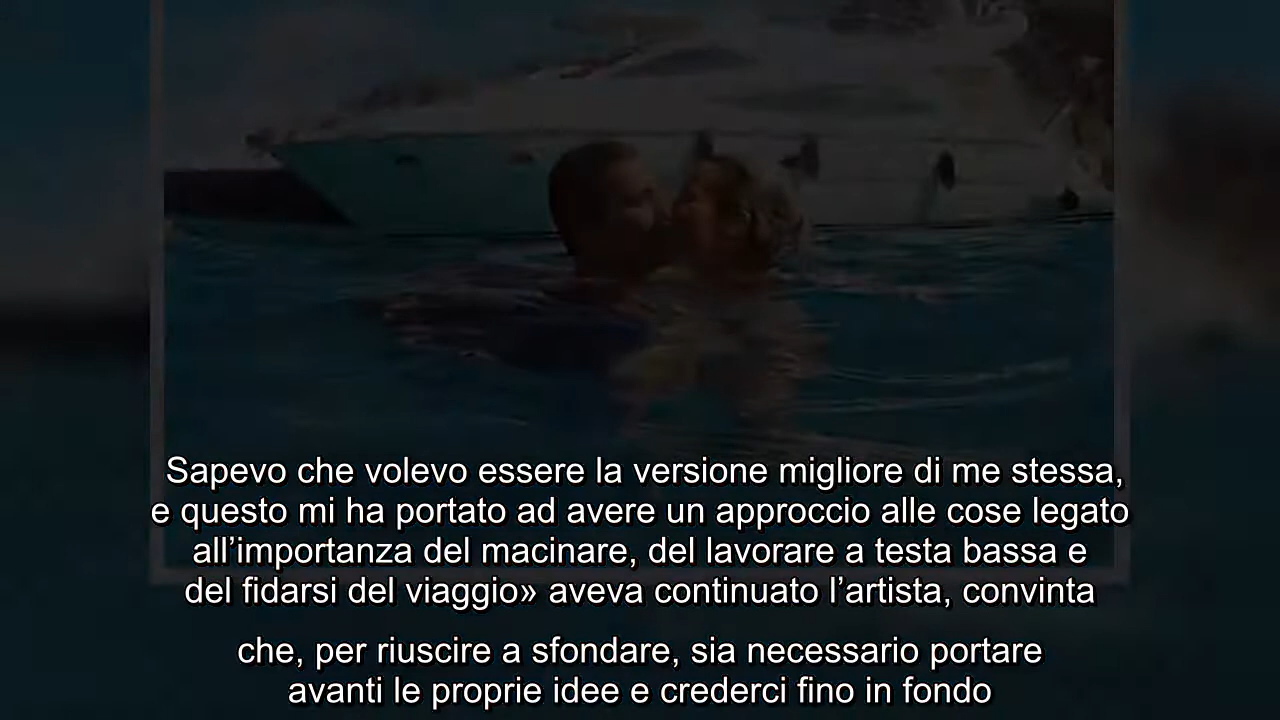 Sapevo che volevo essere la versione migliore di me stessa,
e questo mi ha portato ad avere un approccio alle cose legato
all’importanza del macinare, del lavorare a testa bassa e
del fidarsi del viaggio» aveva continuato l’artista, convinta
che, per riuscire a sfondare, sia necessario portare
avanti le proprie idee e crederci fino in fondo